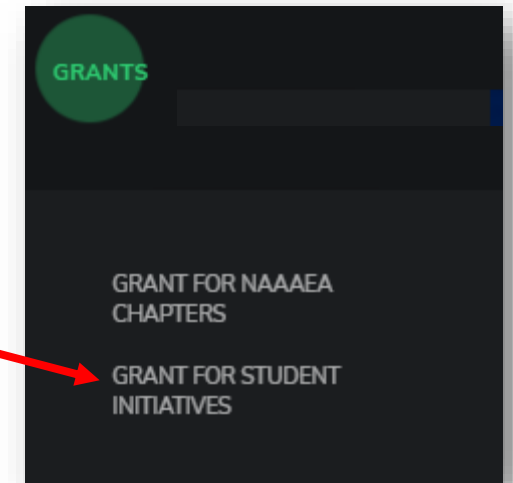 GRANTS
GRANT FOR NAAAEA
CHAPTERS
GRANT FOR STUDENT
INITIATIVES